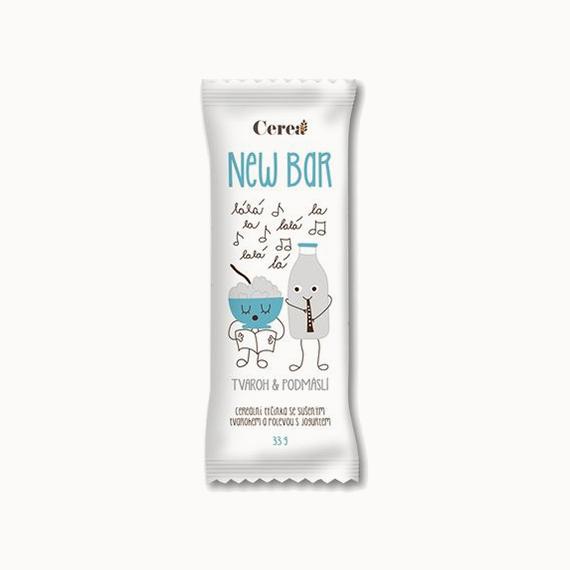 Cerea
New Bar
lálá la
la lalá
lalá lá
TVAROH & PODMÁSLÍ
CEREÁLNÍ TYČINKA SE SUŠENÝM
TVAROHEM A POLEVOU S JOGURTEM
33 g